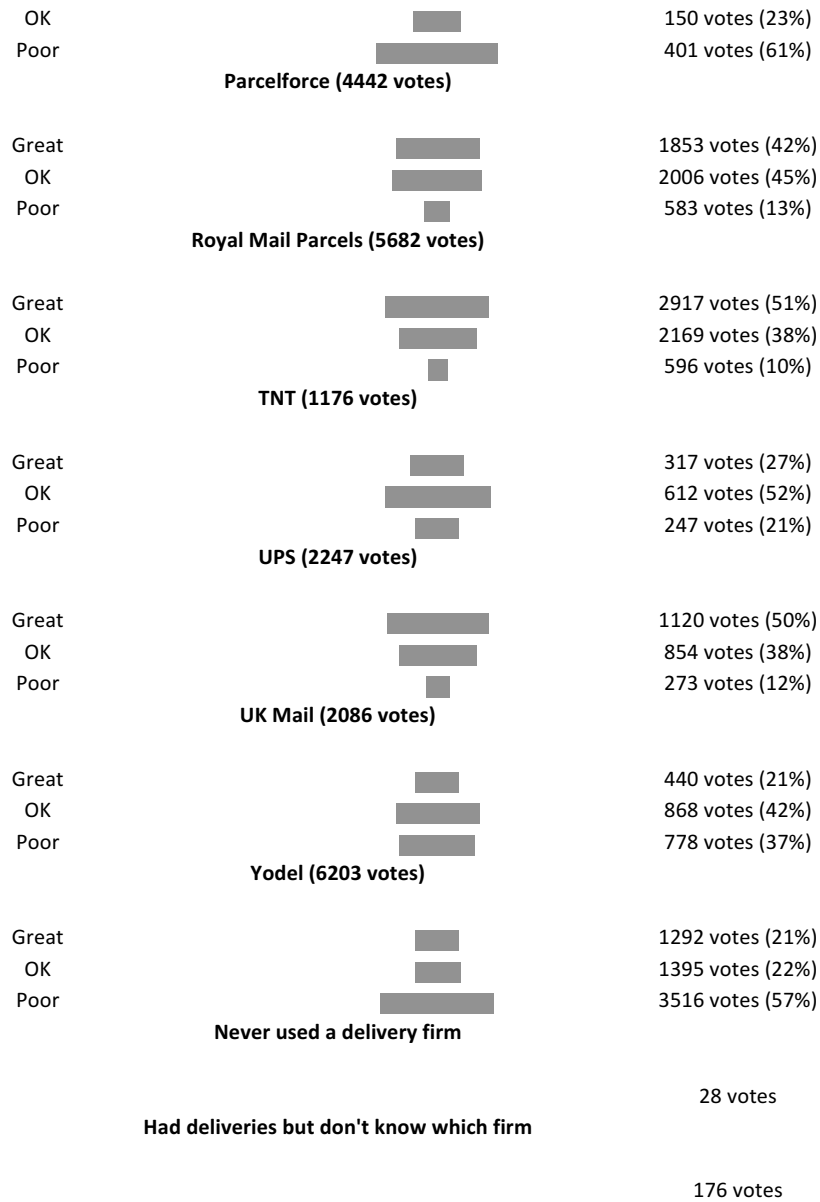 OK 150 votes (23%)
Poor 401 votes (61%)
Parcelforce (4442 votes)
Great 1853 votes (42%)
OK 2006 votes (45%)
Poor 583 votes (13%)
Royal Mail Parcels (5682 votes)
Great 2917 votes (51%)
OK 2169 votes (38%)
Poor 596 votes (10%)
TNT (1176 votes)
Great 317 votes (27%)
OK 612 votes (52%)
Poor 247 votes (21%)
UPS (2247 votes)
Great 1120 votes (50%)
OK 854 votes (38%)
Poor 273 votes (12%)
UK Mail (2086 votes)
Great 440 votes (21%)
OK 868 votes (42%)
Poor 778 votes (37%)
Yodel (6203 votes)
Great 1292 votes (21%)
OK 1395 votes (22%)
Poor 3516 votes (57%)
Never used a delivery firm
28 votes
Had deliveries but don't know which firm
176 votes